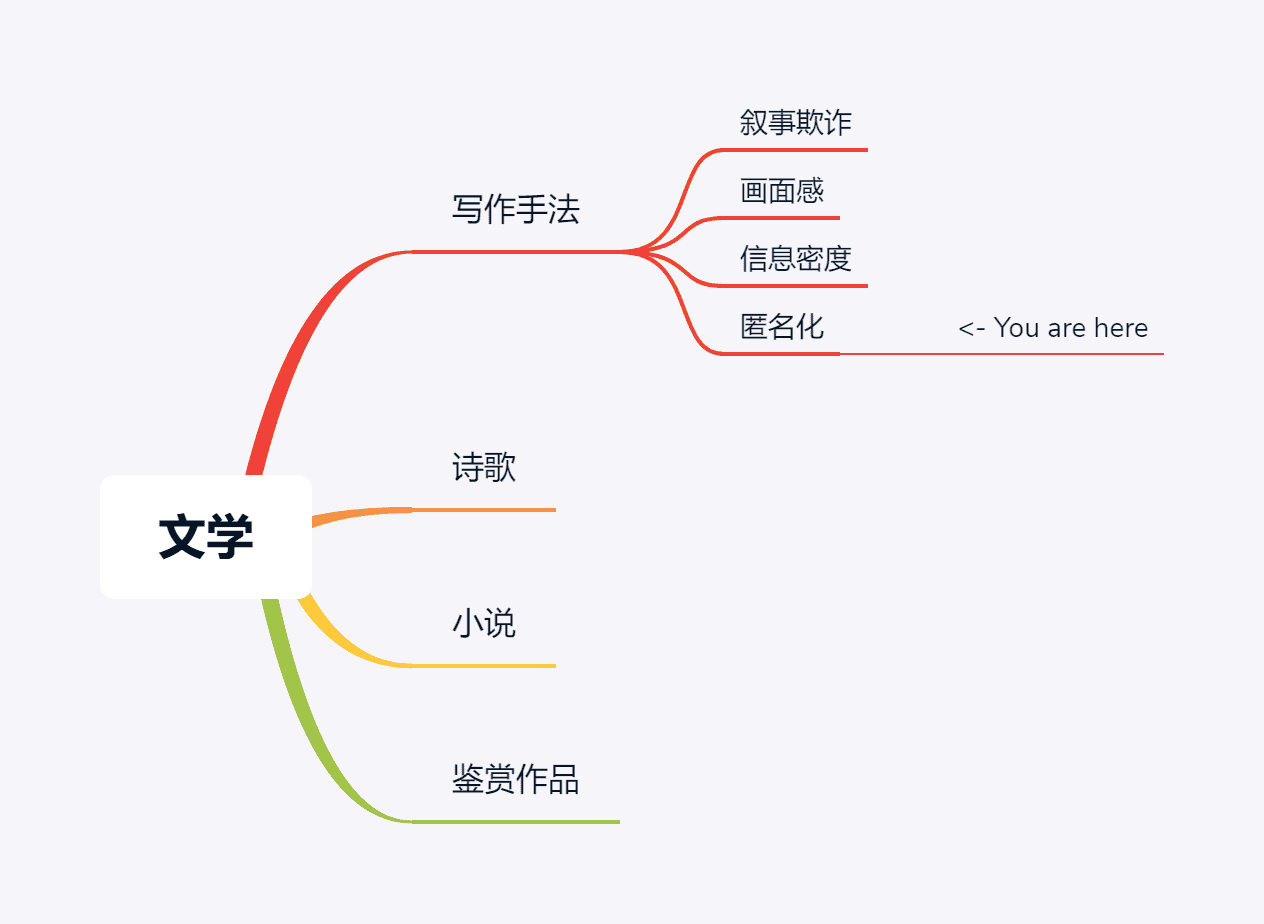 叙事欺诈
画面感
写作手法
信息密度
匿名化
<- You are here
诗歌
文学
小说
鉴赏作品